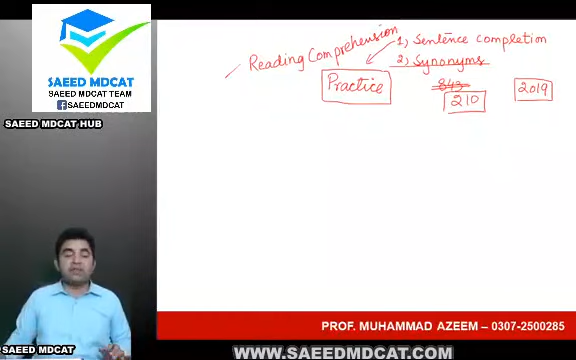 Reading Comprehension
1) Sentence completion
2) Synonyms
Practice
843
210
2019
SAEED MDCAT
SAEED MDCAT TEAM
f SAEEDMDCAT
SAEED MDCAT HUB
SAEED MDCAT
PROF. MUHAMMAD AZEEM – 0307-2500285
WWW.SAEEDMDCAT.COM